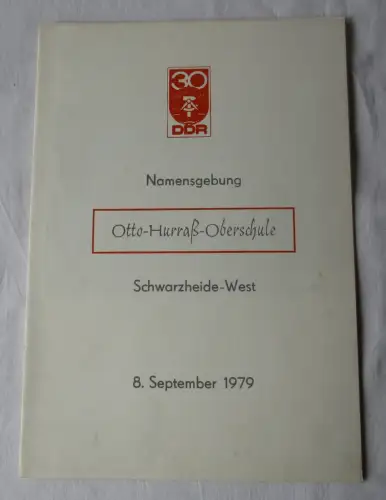 30
DDR
Namensgebung
Otto-Hurraß-Oberschule
Schwarzheide-West
8. September 1979